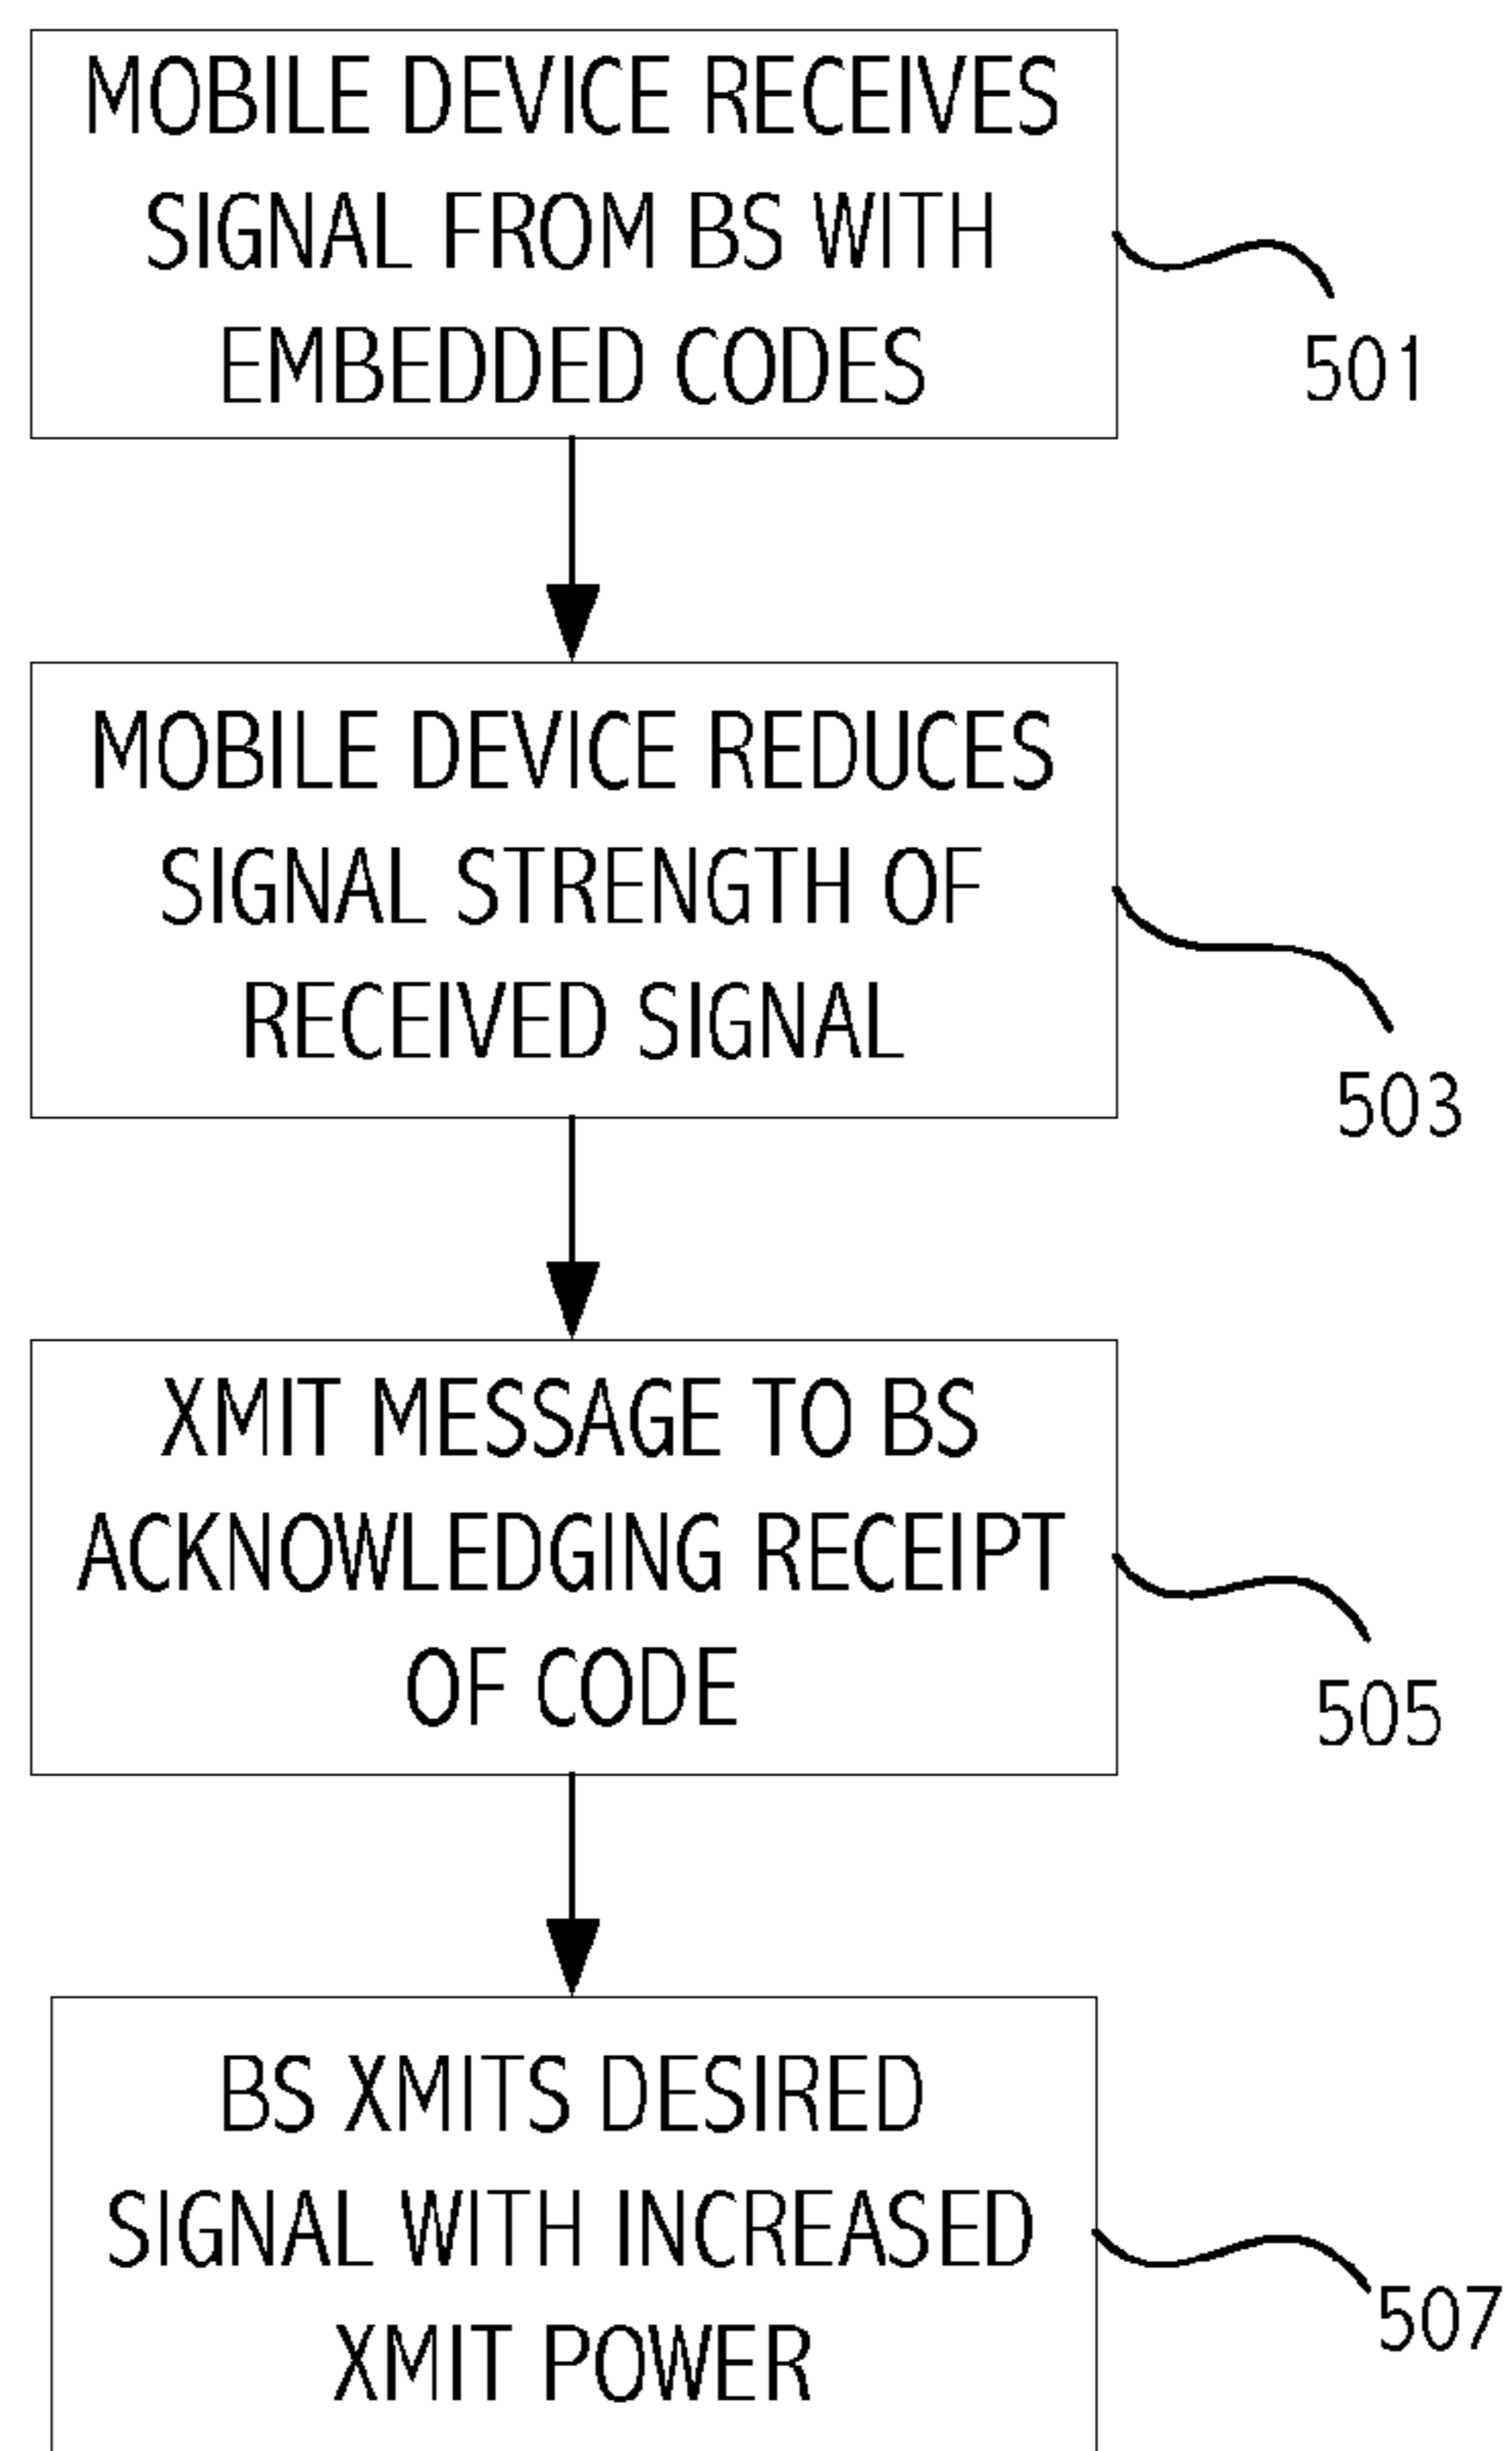 MOBILE DEVICE RECEIVES
SIGNAL FROM BS WITH
EMBEDDED CODES
501
MOBILE DEVICE REDUCES
SIGNAL STRENGTH OF
RECEIVED SIGNAL
503
XMIT MESSAGE TO BS
ACKNOWLEDGING RECEIPT
OF CODE
505
BS XMITS DESIRED
SIGNAL WITH INCREASED
XMIT POWER
507